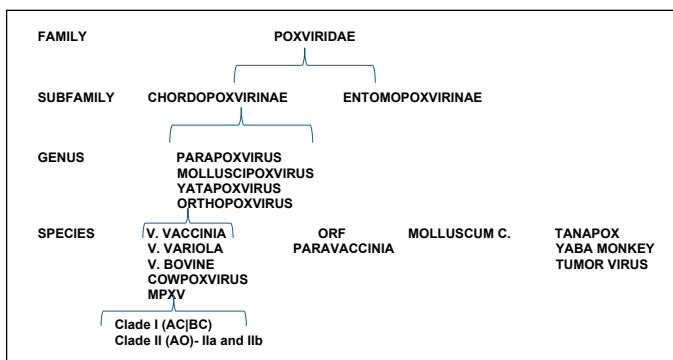 FAMILY POXVIRIDAE
SUBFAMILY CHORDOPOXVIRINAE ENTOMOPOXVIRINAE
GENUS PARAPOXVIRUS
MOLLUSCIPOXVIRUS
YATAPOXVIRUS
ORTHOPOXVIRUS
SPECIES V. VACCINIA ORF MOLLUSCUM C. TANAPOX
V. VARIOLA PARAVACCINIA YABA MONKEY
V. BOVINE TUMOR VIRUS
COWPOXVIRUS
MPXV
Clade I (AC|BC)
Clade II (AO)- IIa and IIb